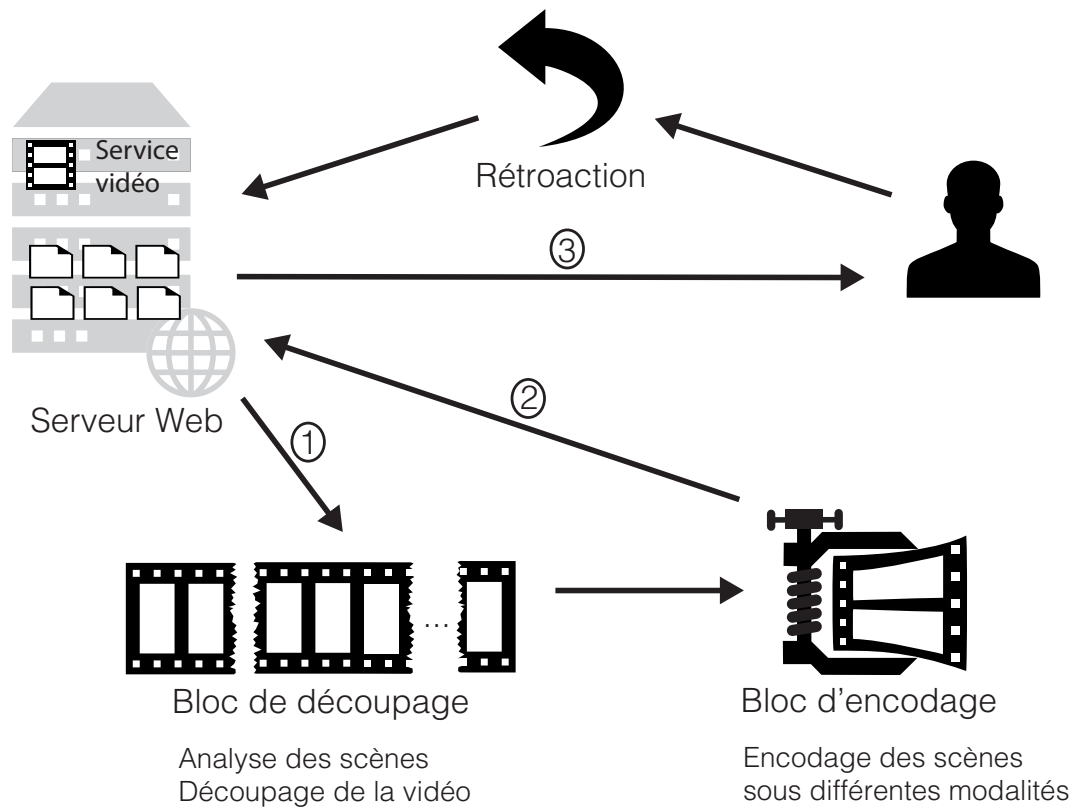 Service
vidéo
Rétroaction
③
②
Serveur Web
①
...
Bloc de découpage
Bloc d'encodage
Analyse des scènes
Découpage de la vidéo
Encodage des scènes
sous différentes modalités